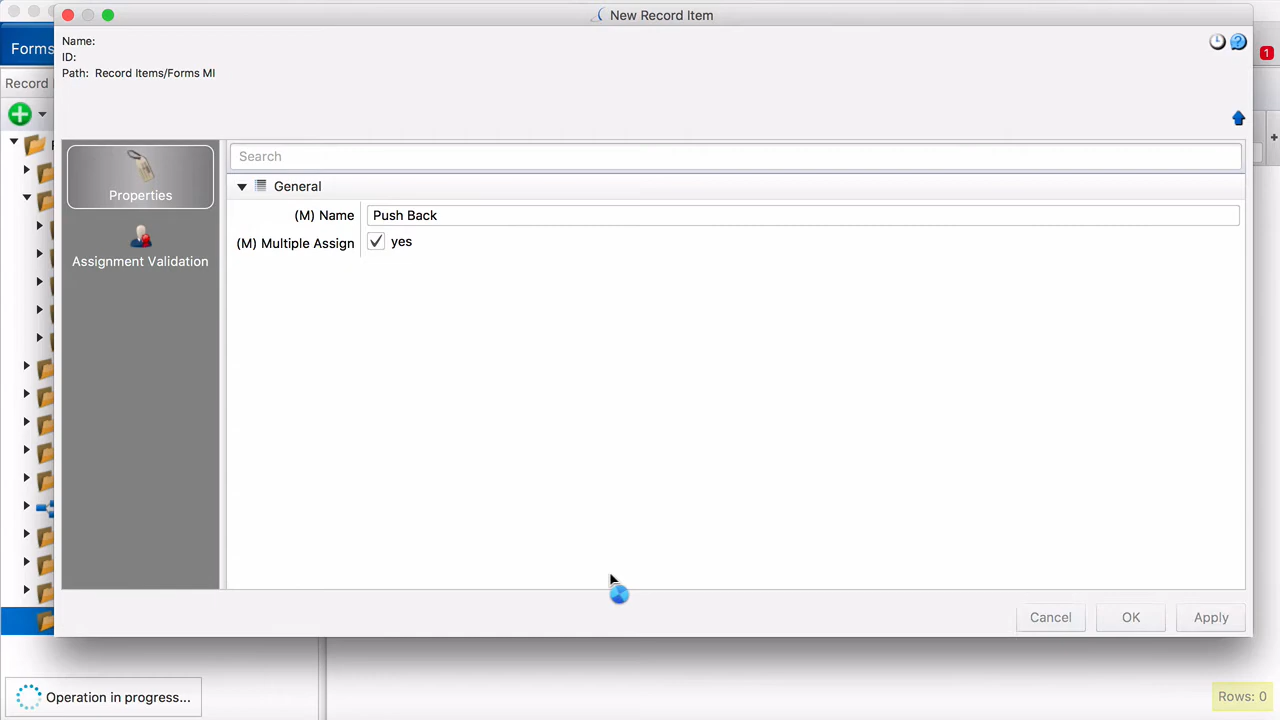 New Record Item
Name:
ID:
Path: Record Items/Forms MI
Forms
Record
1
Properties
Assignment Validation
Search
General
(M) Name Push Back
(M) Multiple Assign yes
Cancel OK Apply
Operation in progress...
Rows: 0